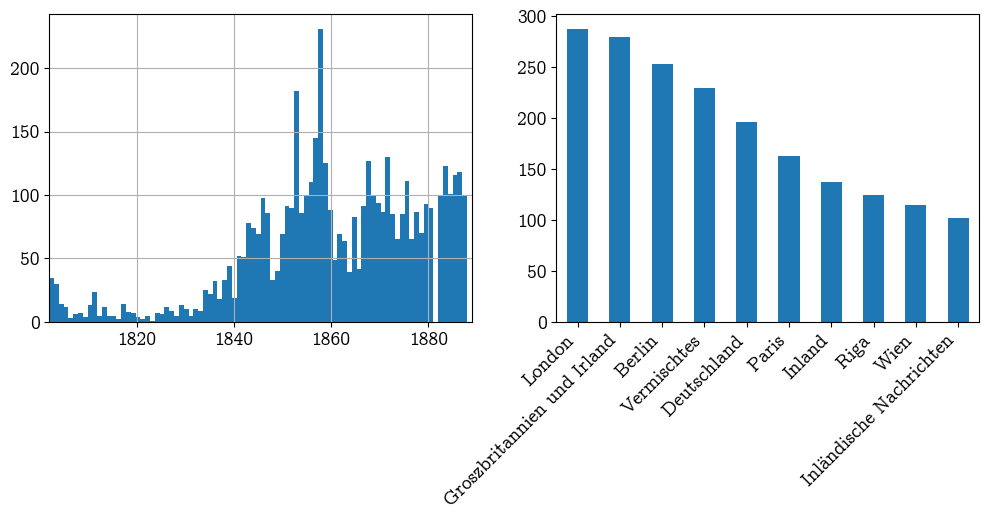 200
150
100
50
0
1820 1840 1860 1880
300
250
200
150
100
50
0
London
Groszbritannien und Irland
Berlin
Vermischtes
Deutschland
Paris
Inland
Riga
Wien
Inländische Nachrichten